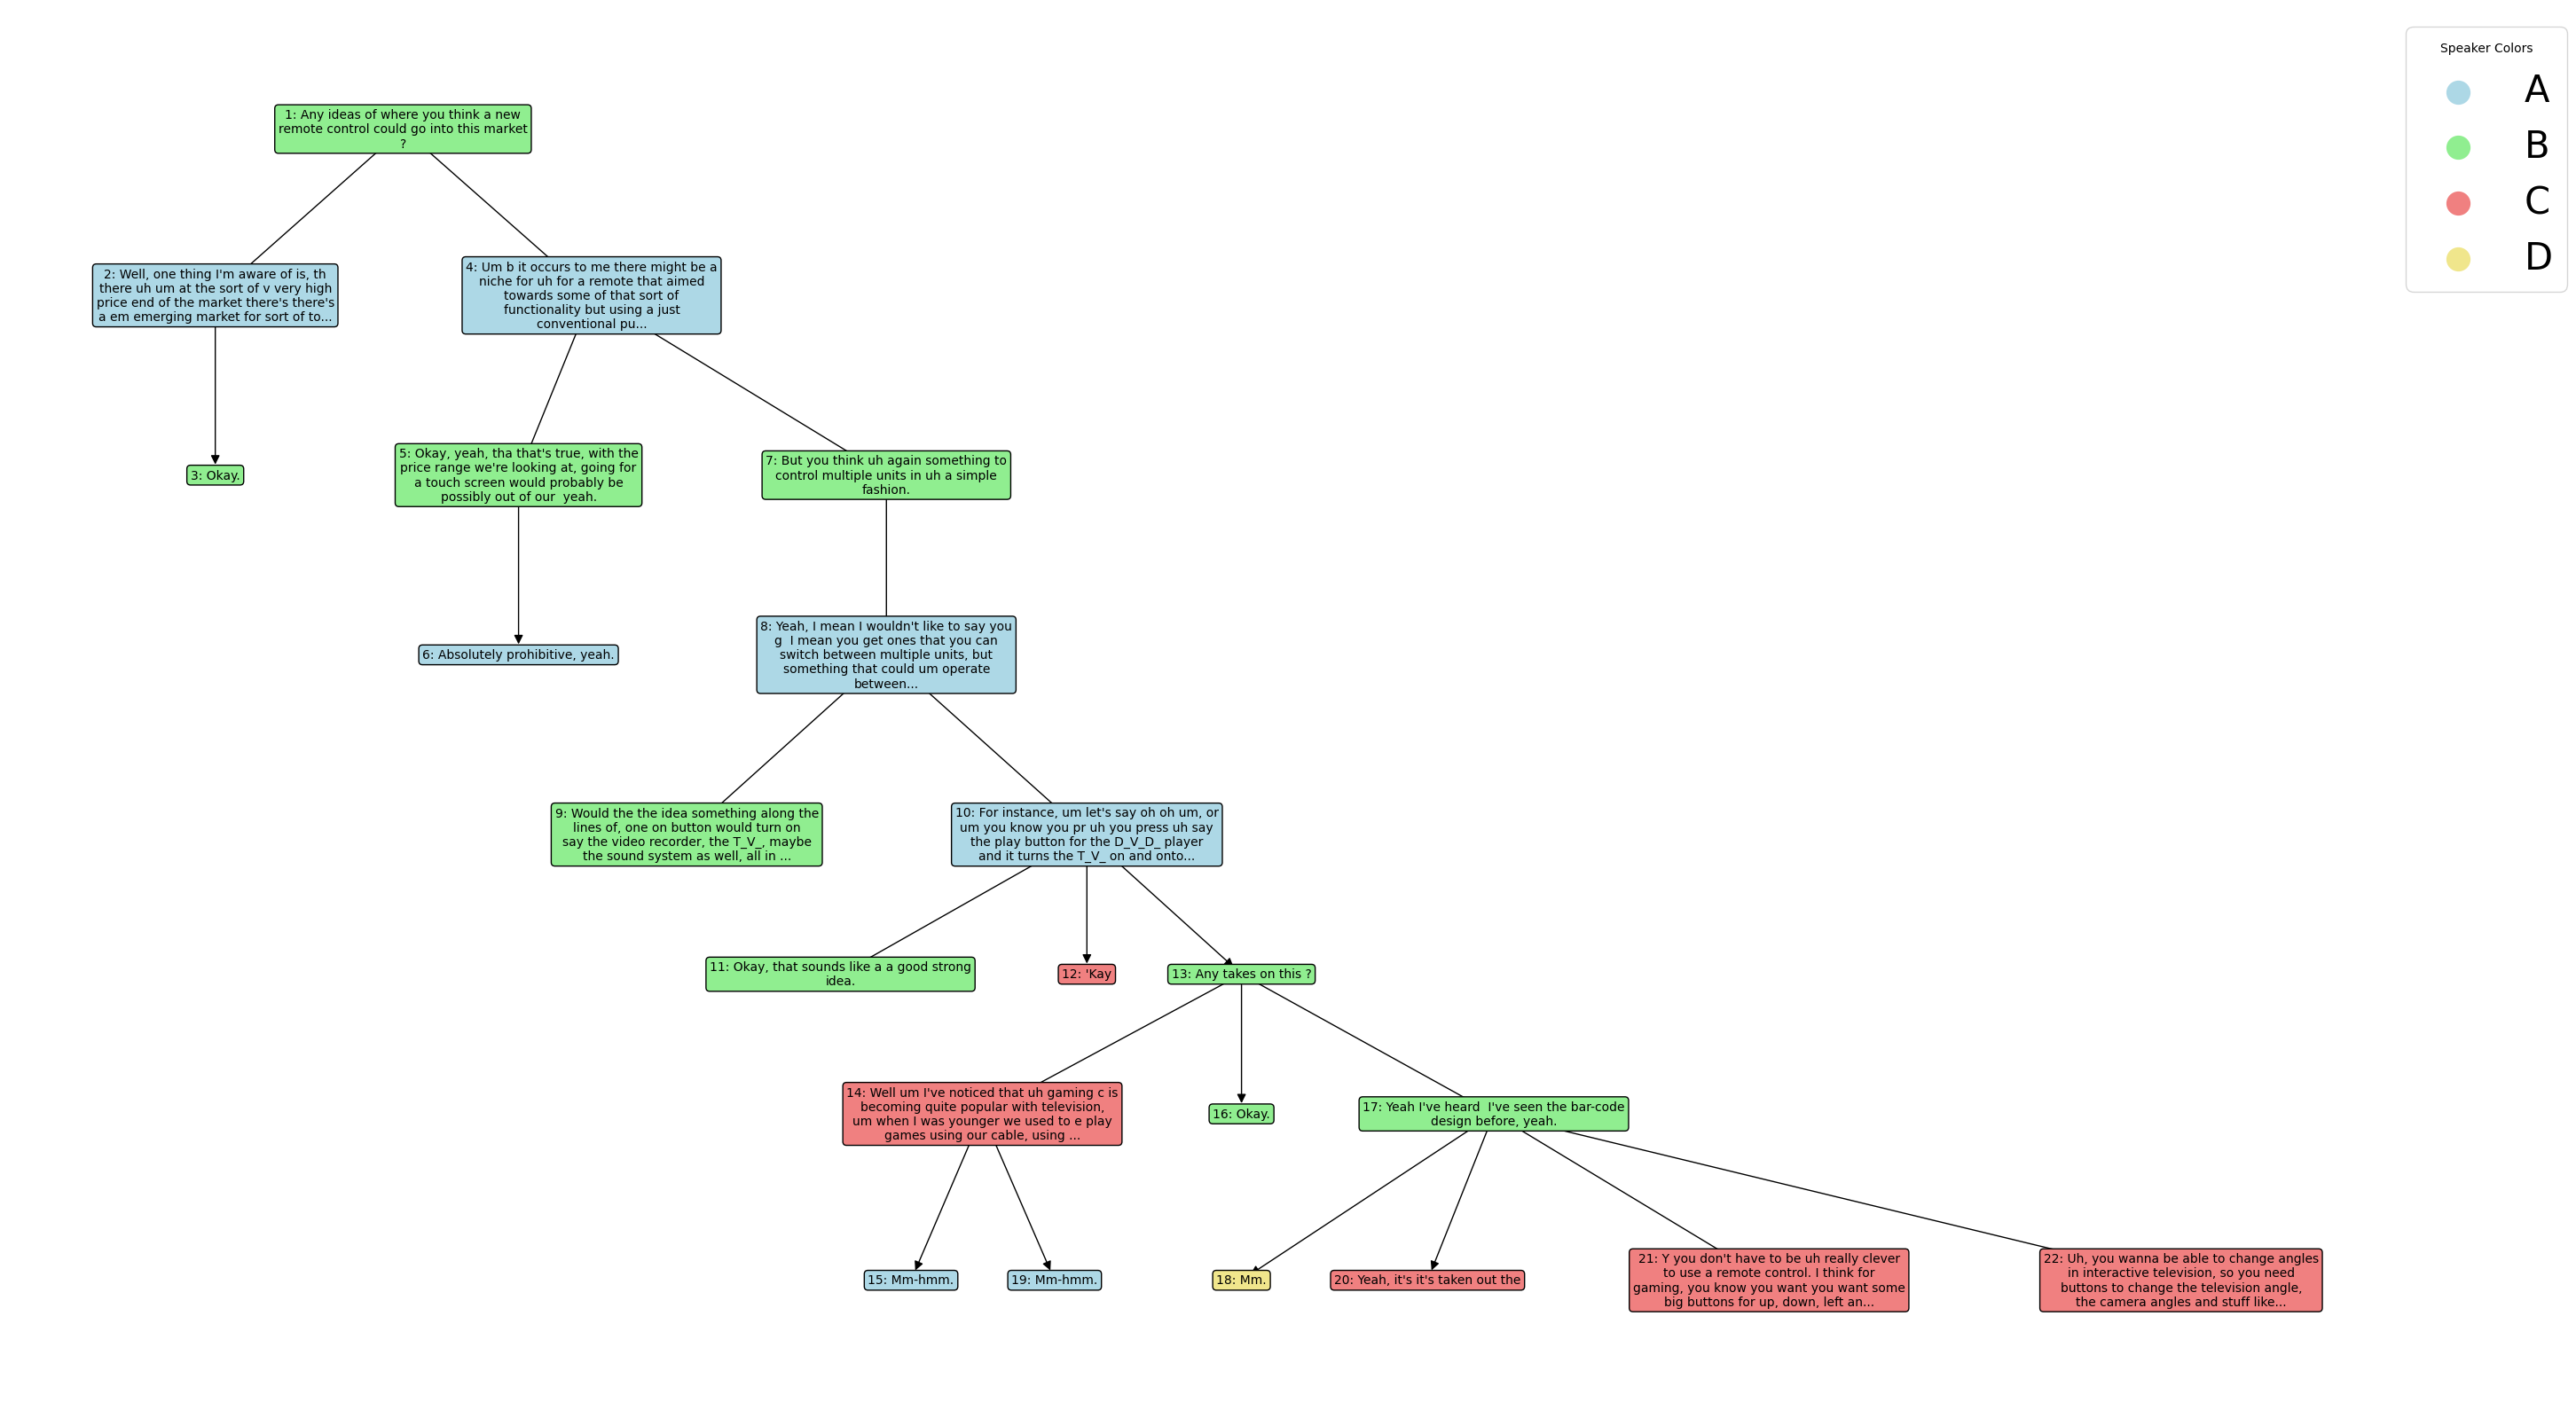 Speaker Colors
A
B
C
D
1: Any ideas of where you think a new
remote control could go into this market
?
2: Well, one thing I'm aware of is, th
there uh um at the sort of v very high
price end of the market there's there's
a em emerging market for sort of to...
4: Um b it occurs to me there might be a
niche for uh for a remote that aimed
towards some of that sort of
functionality but using a just
conventional pu...
3: Okay.
5: Okay, yeah, tha that's true, with the
price range we're looking at, going for
a touch screen would probably be
possibly out of our  yeah.
7: But you think uh again something to
control multiple units in uh a simple
fashion.
6: Absolutely prohibitive, yeah.
8: Yeah, I mean I wouldn't like to say you
g  I mean you get ones that you can
switch between multiple units, but
something that could um operate
between...
9: Would the the idea something along the
lines of, one on button would turn on
say the video recorder, the T_V_, maybe
the sound system as well, all in ...
10: For instance, um let's say oh oh um, or
um you know you pr uh you press uh say
the play button for the D_V_D_ player
and it turns the T_V_ on and onto...
11: Okay, that sounds like a a good strong
idea.
12: 'Kay
13: Any takes on this ?
14: Well um I've noticed that uh gaming c is
becoming quite popular with television,
um when I was younger we used to e play
games using our cable, using ...
16: Okay.
17: Yeah I've heard  I've seen the bar-code
design before, yeah.
15: Mm-hmm.
19: Mm-hmm.
18: Mm.
20: Yeah, it's it's taken out the
21: Y you don't have to be uh really clever
to use a remote control. I think for
gaming, you know you want you want some
big buttons for up, down, left an...
22: Uh, you wanna be able to change angles
in interactive television, so you need
buttons to change the television angle,
the camera angles and stuff like...